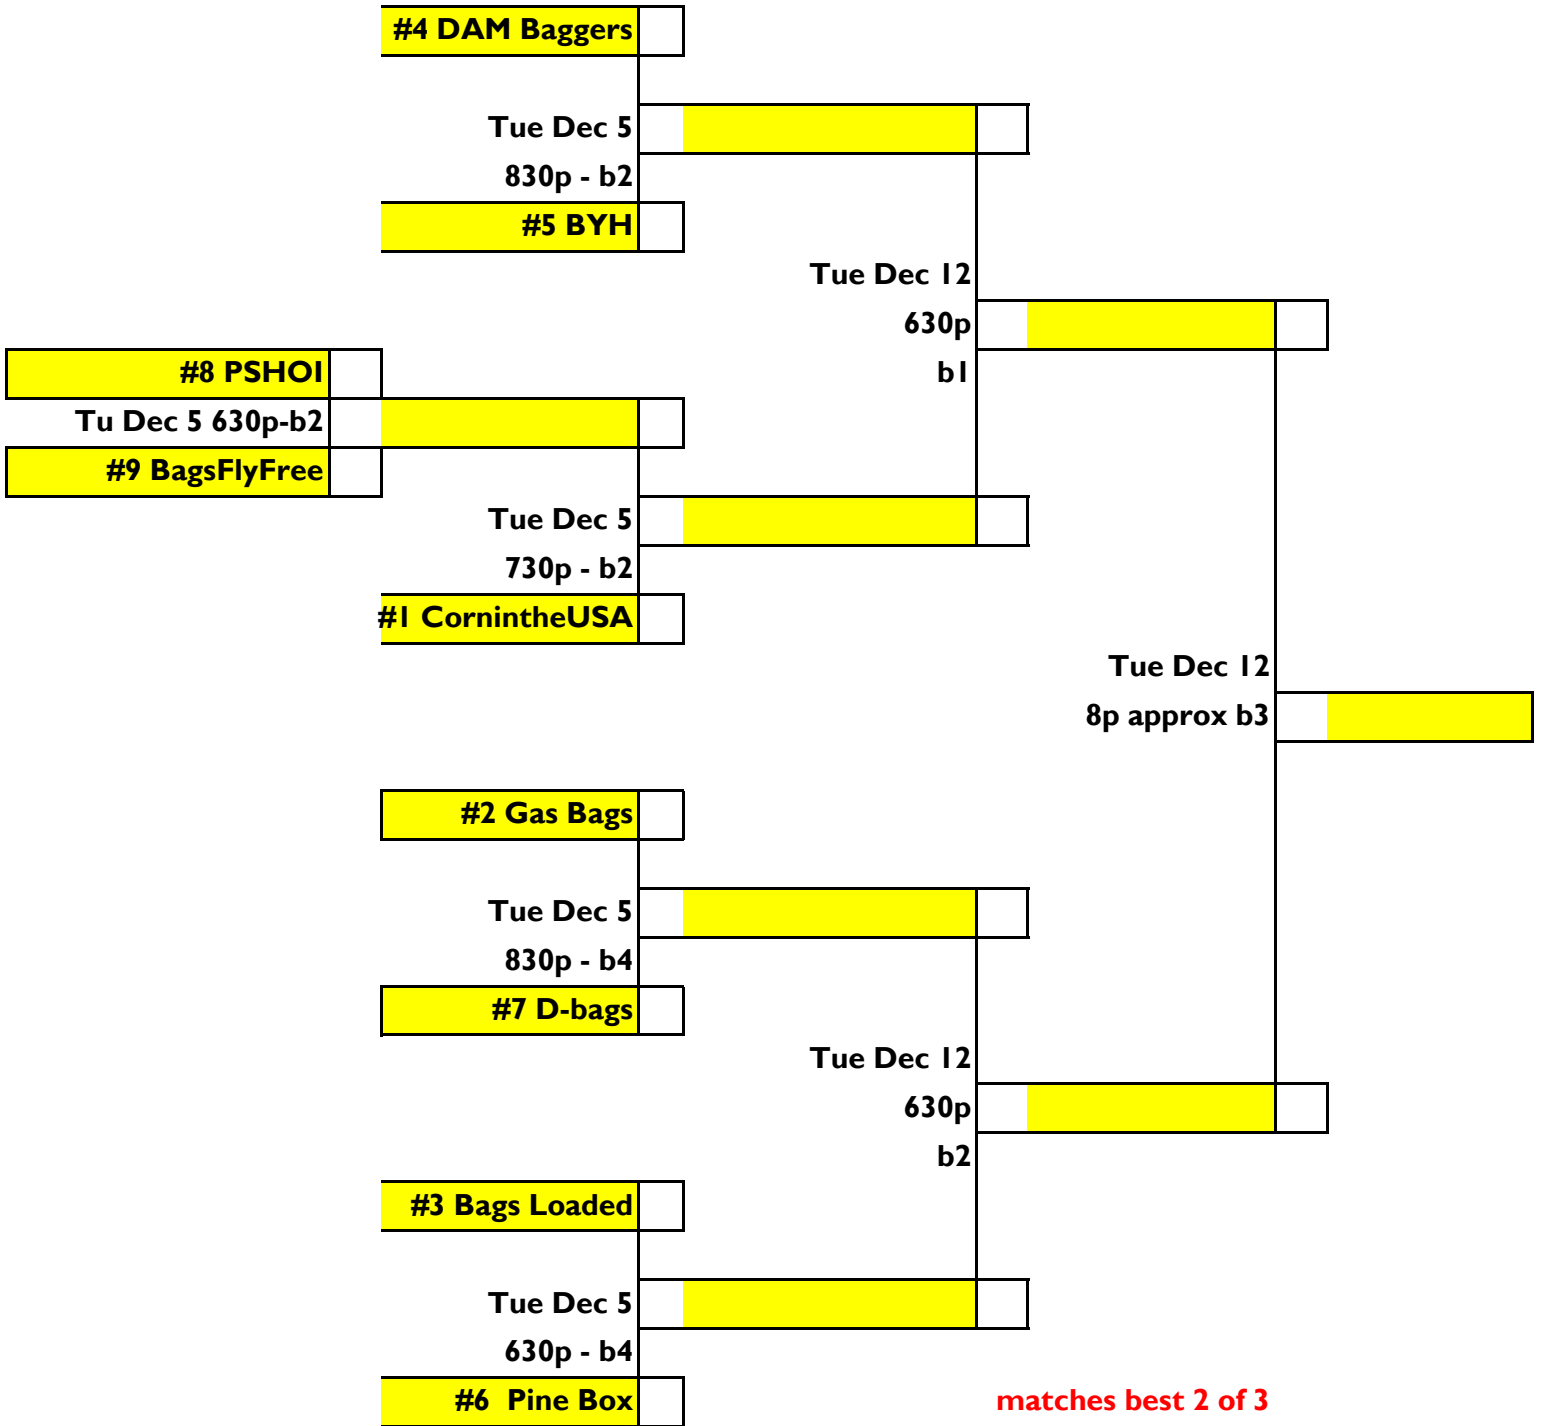 #4 DAM Baggers
Tue Dec 5
830p - b2
#5 BYH
Tue Dec 12
630p
b1
#8 PSHOI
Tu Dec 5 630p-b2
#9 BagsFlyFree
Tue Dec 5
730p - b2
#1 CornintheUSA
Tue Dec 12
8p approx b3
#2 Gas Bags
Tue Dec 5
830p - b4
#7 D-bags
Tue Dec 12
630p
b2
#3 Bags Loaded
Tue Dec 5
630p - b4
#6  Pine Box
matches best 2 of 3